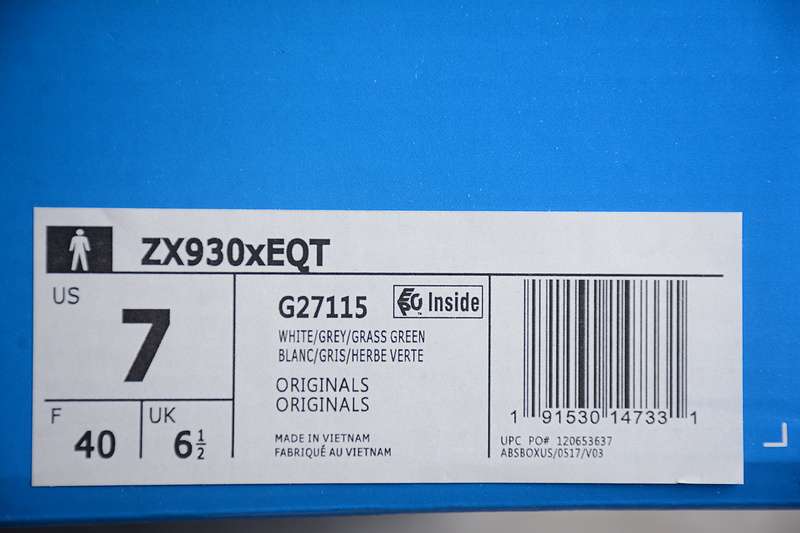 ZX930xEQT
US
7
F
40
UK
6½
G27115
Inside
WHITE/GREY/GRASS GREEN
BLANC/GRIS/HERBE VERTE
ORIGINALS
ORIGINALS
MADE IN VIETNAM
FABRIQUÉ AU VIETNAM
1 91530 14733 1
UPC PO# 120653637
ABSBOXUS/0517/V03